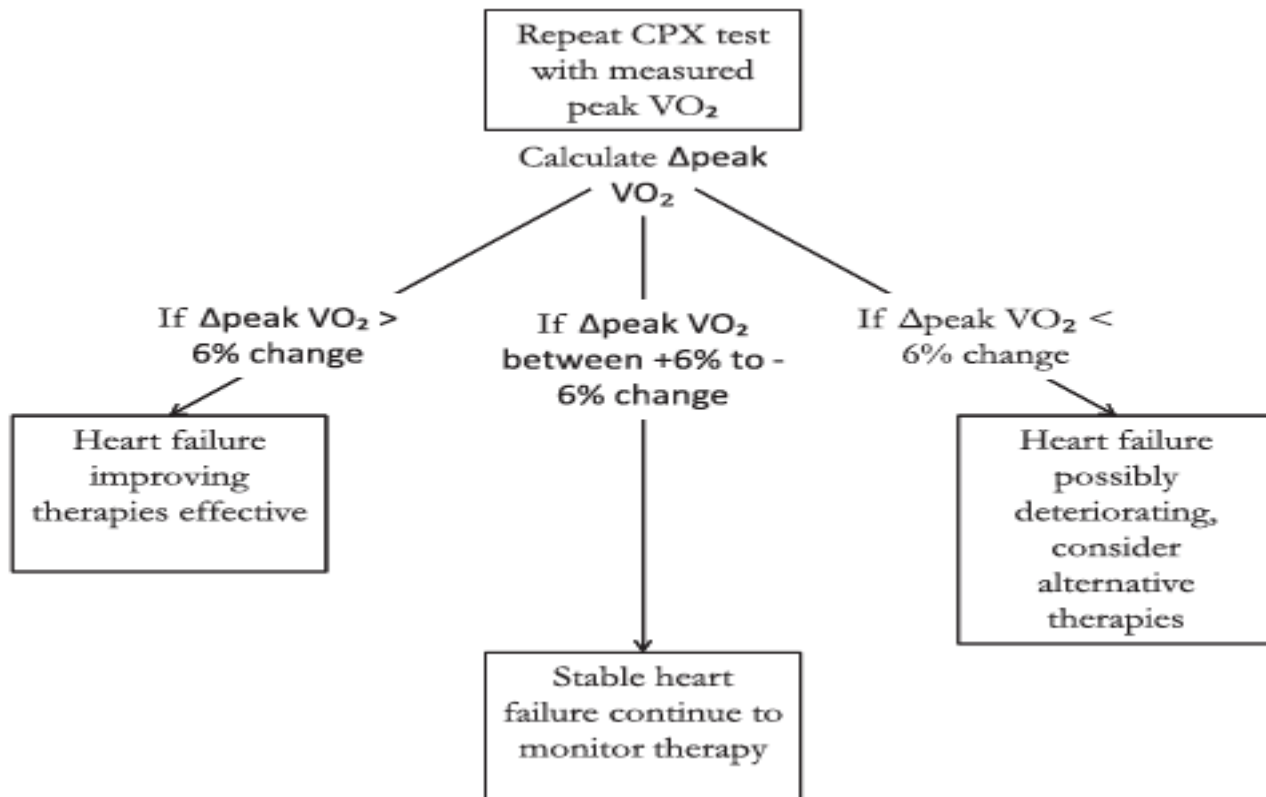 Repeat CPX test
with measured
peak VO₂
Calculate Δpeak
VO₂
If Δpeak VO₂ >
6% change
If Δpeak VO₂
between +6% to -
6% change
If Δpeak VO₂ <
6% change
Heart failure
improving
therapies effective
Stable heart
failure continue to
monitor therapy
Heart failure
possibly
deteriorating,
consider
alternative
therapies